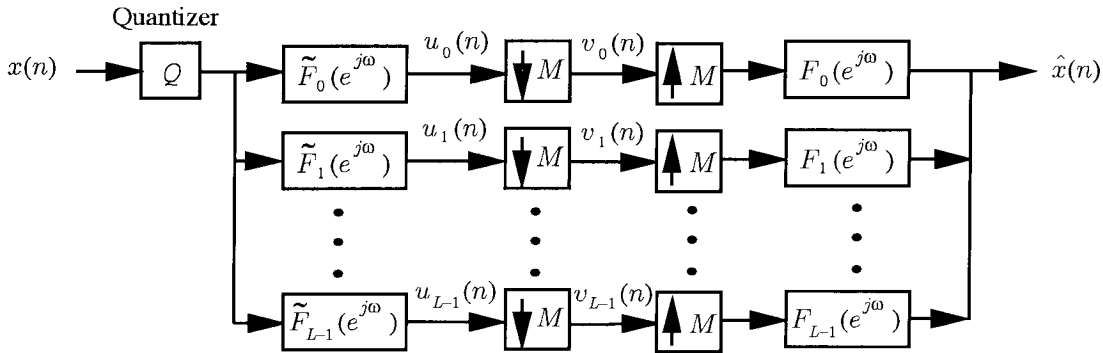 Quantizer
x(n) Q F̃₀(e^{jω}) u₀(n) ↓M v₀(n) ↑M F₀(e^{jω}) x̂(n)
F̃₁(e^{jω}) u₁(n) ↓M v₁(n) ↑M F₁(e^{jω})
F̃_{L-1}(e^{jω}) u_{L-1}(n) ↓M v_{L-1}(n) ↑M F_{L-1}(e^{jω})